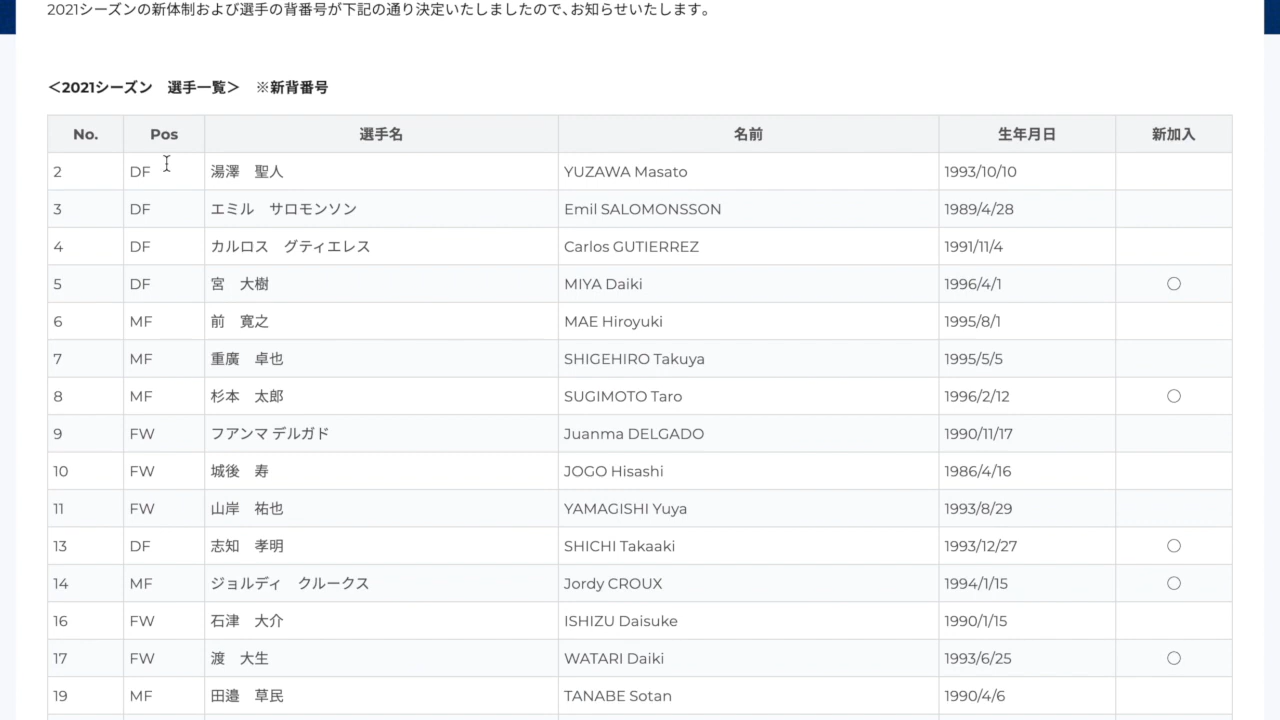 2021シーズンの新体制および選手の背番号が下記の通り決定いたしましたので、お知らせいたします。
＜2021シーズン　選手一覧＞　※新背番号
No. Pos 選手名 名前 生年月日 新加入
2 DF 湯澤　聖人 YUZAWA Masato 1993/10/10
3 DF エミル　サロモンソン Emil SALOMONSSON 1989/4/28
4 DF カルロス　グティエレス Carlos GUTIERREZ 1991/11/4
5 DF 宮　大樹 MIYA Daiki 1996/4/1 ○
6 MF 前　寛之 MAE Hiroyuki 1995/8/1
7 MF 重廣　卓也 SHIGEHIRO Takuya 1995/5/5
8 MF 杉本　太郎 SUGIMOTO Taro 1996/2/12 ○
9 FW フアンマ デルガド Juanma DELGADO 1990/11/17
10 FW 城後　寿 JOGO Hisashi 1986/4/16
11 FW 山岸　祐也 YAMAGISHI Yuya 1993/8/29
13 DF 志知　孝明 SHICHI Takaaki 1993/12/27 ○
14 MF ジョルディ　クルークス Jordy CROUX 1994/1/15 ○
16 FW 石津　大介 ISHIZU Daisuke 1990/1/15
17 FW 渡　大生 WATARI Daiki 1993/6/25 ○
19 MF 田邉　草民 TANABE Sotan 1990/4/6